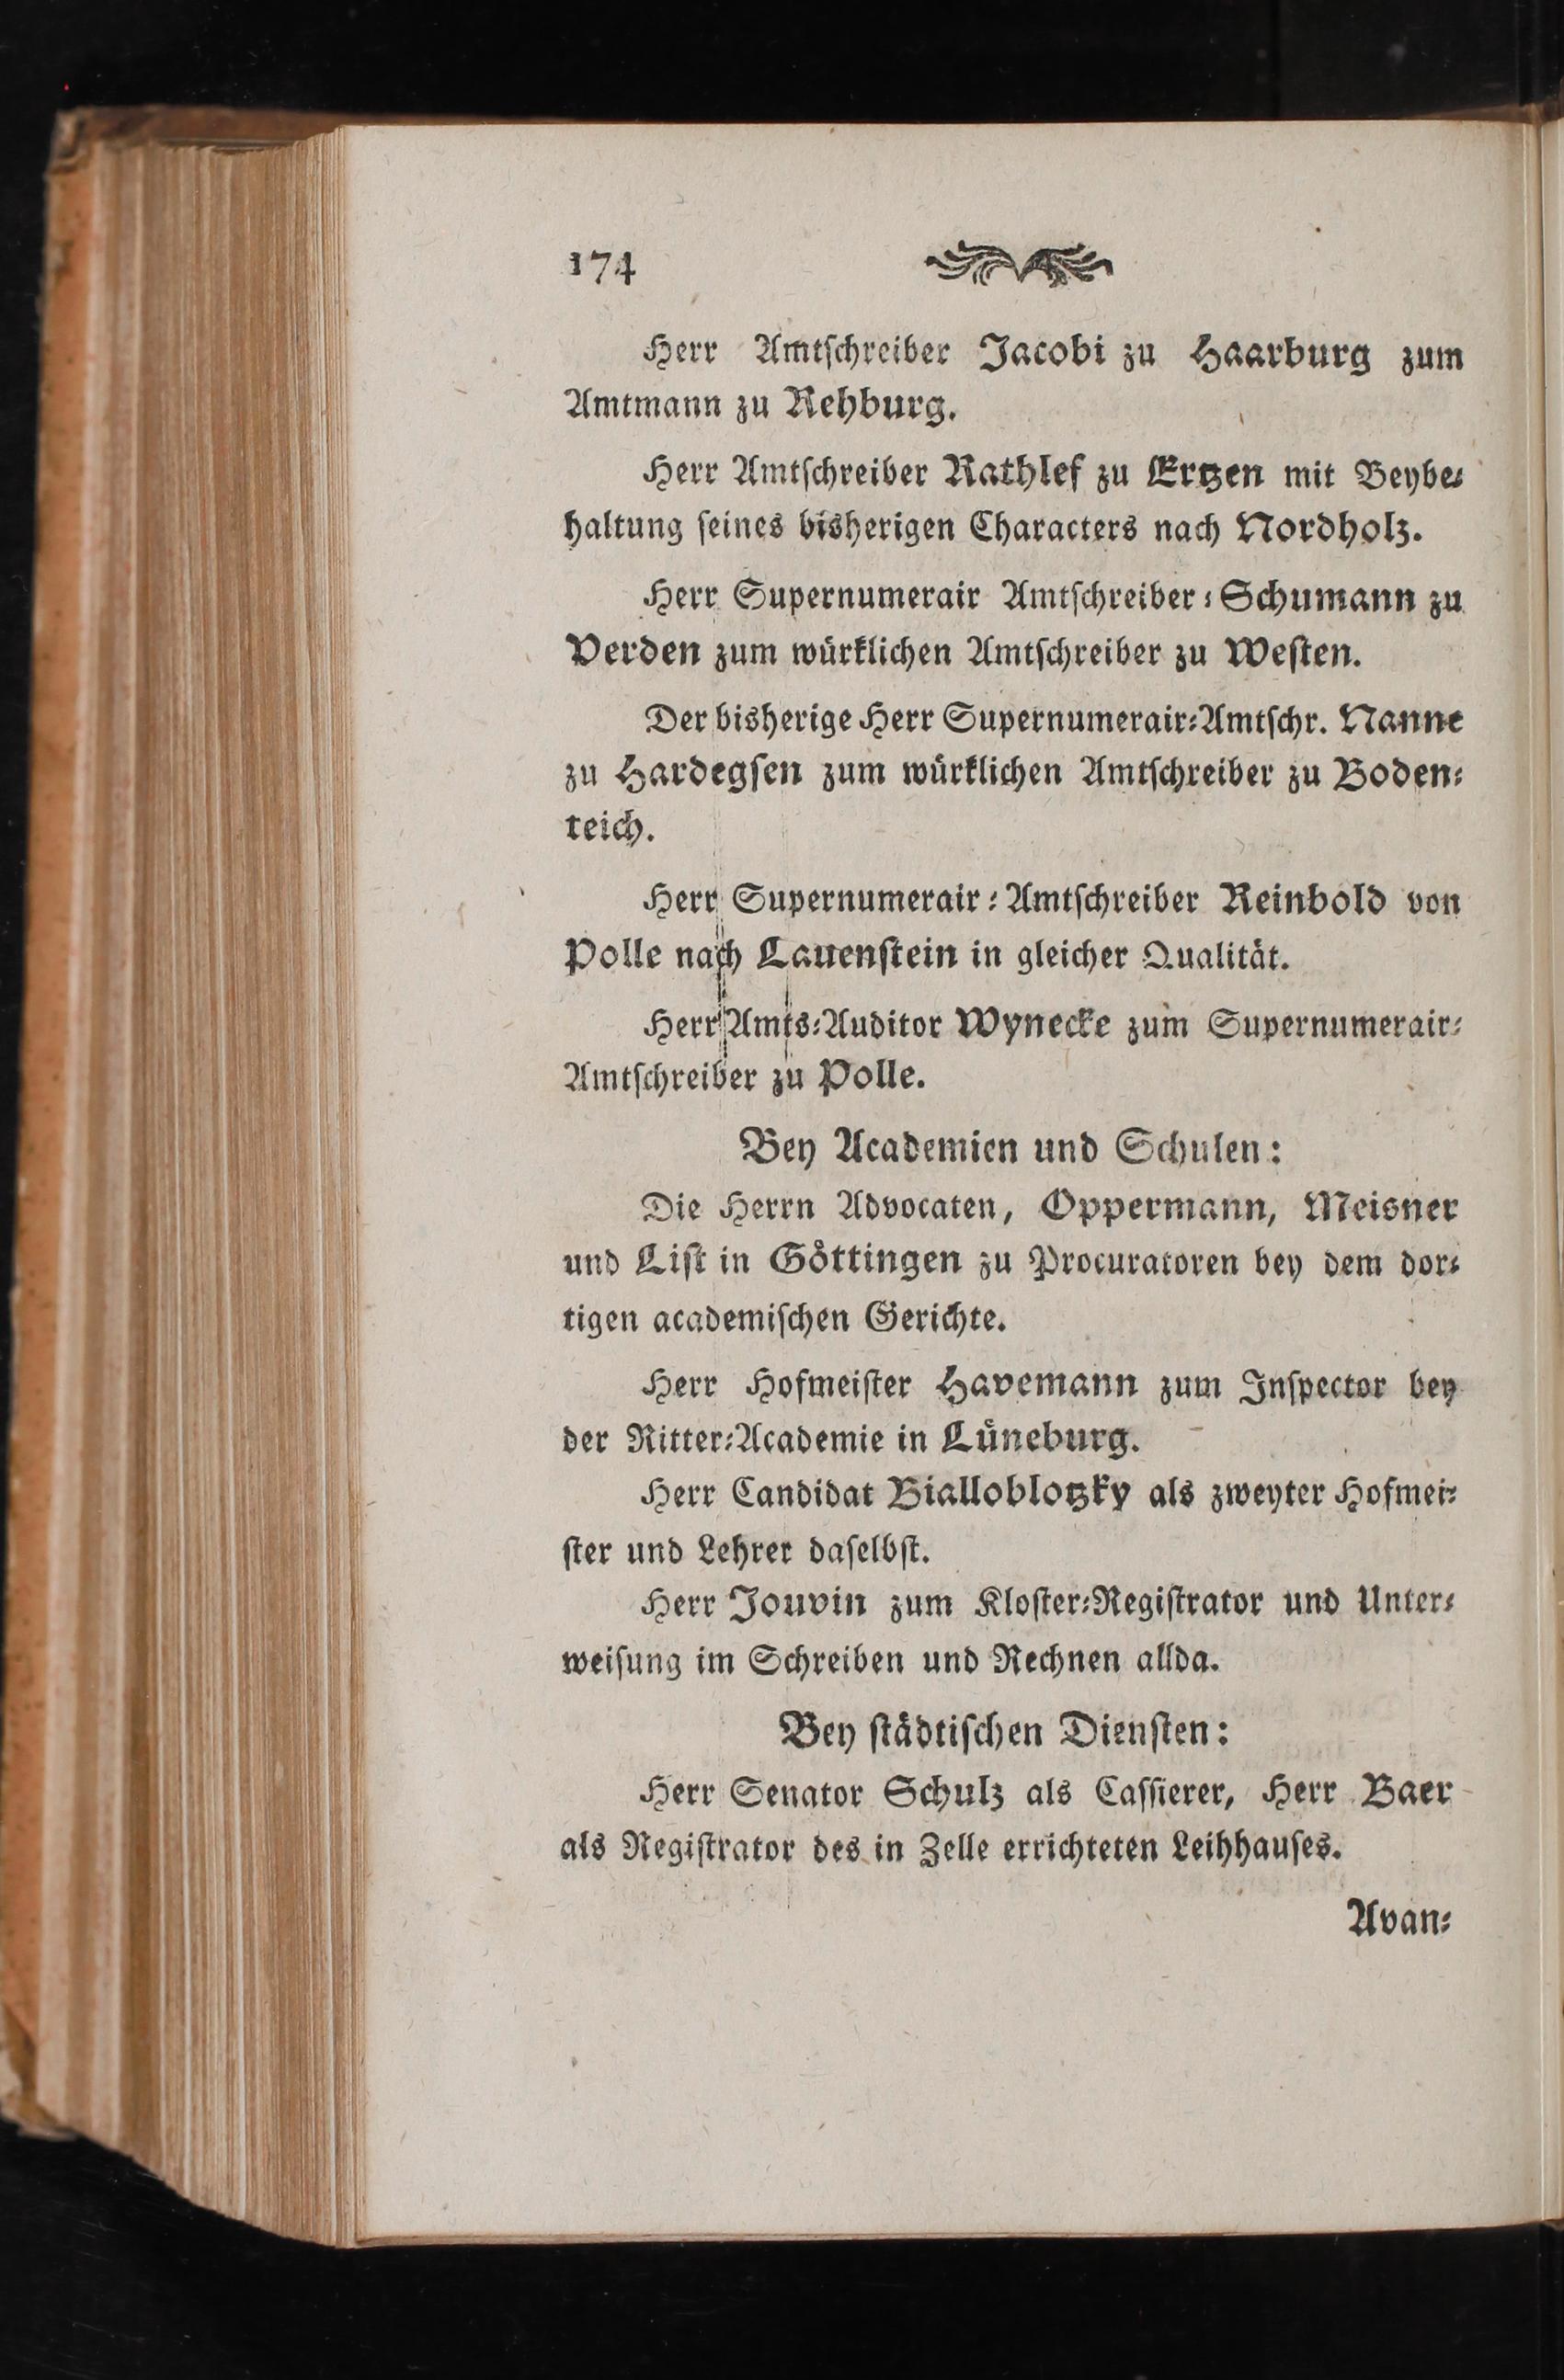 174
Herr Amtſchreiber Jacobi zu Haarburg zum
Amtmann zu Rehburg.
Herr Amtſchreiber Rathlef zu Ertzen mit Beybe⸗
haltung ſeines bisherigen Characters nach Nordholz.
Herr Supernumerair Amtſchreiber⸗Schumann zu
Verden zum würklichen Amtſchreiber zu Weſten.
Der bisherige Herr Supernumerair⸗Amtſchr. Nanne
zu Hardegſen zum würklichen Amtſchreiber zu Boden⸗
teich.
Herr Supernumerair⸗Amtſchreiber Reinbold von
Polle nach Lauenſtein in gleicher Qualität.
Herr Amts⸗Auditor Wynecke zum Supernumerair⸗
Amtſchreiber zu Polle.
Bey Academien und Schulen:
Die Herrn Advocaten, Oppermann, Meisner
und Liſt in Göttingen zu Procuratoren bey dem dor⸗
tigen academiſchen Gerichte.
Herr Hofmeiſter Havemann zum Inſpector bey
der Ritter⸗Academie in Lüneburg.
Herr Candidat Bialloblotzky als zweyter Hofmei⸗
ſter und Lehrer daſelbſt.
Herr Jouvin zum Kloſter⸗Regiſtrator und Unter⸗
weiſung im Schreiben und Rechnen allda.
Bey ſtädtiſchen Dienſten:
Herr Senator Schulz als Caſſierer, Herr Baer
als Regiſtrator des in Zelle errichteten Leihhauſes.
Avan⸗